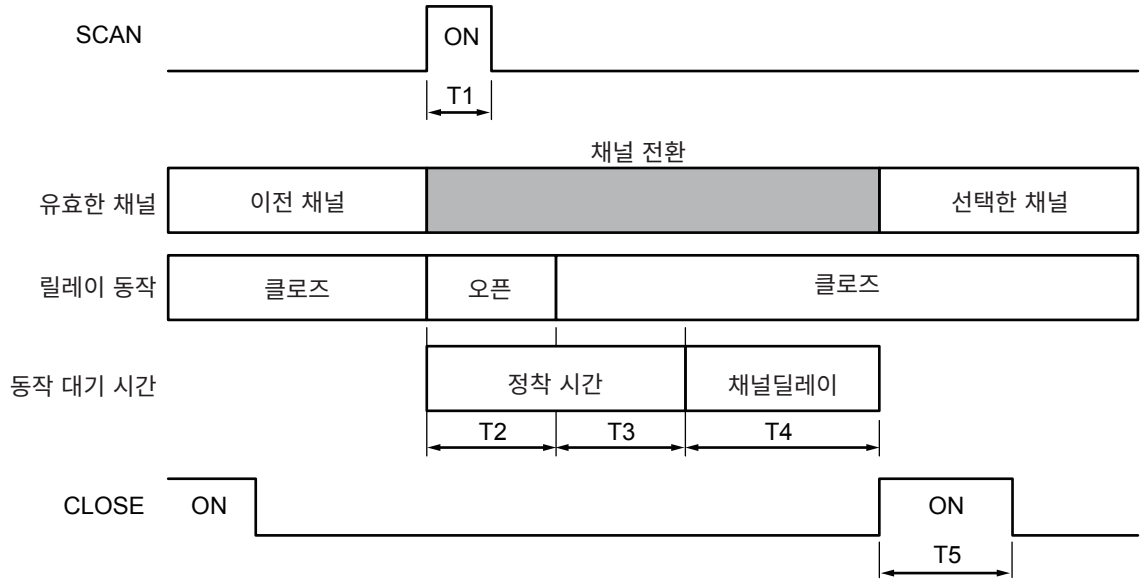 SCAN
ON
T1
채널 전환
유효한 채널
이전 채널
선택한 채널
릴레이 동작
클로즈
오픈
클로즈
동작 대기 시간
정착 시간
채널딜레이
T2
T3
T4
CLOSE
ON
ON
T5